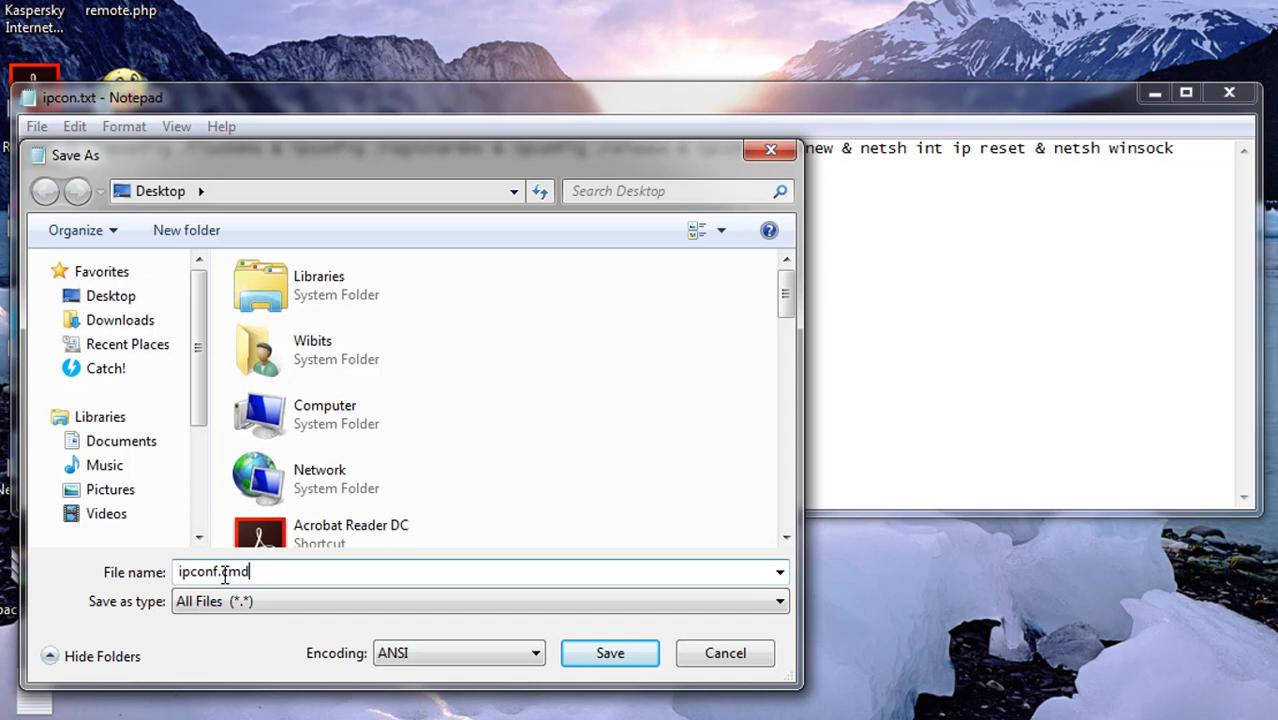 Kaspersky
Internet...
remote.php
ipcon.txt - Notepad
File Edit Format View Help
new & netsh int ip reset & netsh winsock
Save As
Desktop
Search Desktop
Organize New folder
Favorites
Desktop
Downloads
Recent Places
Catch!
Libraries
Documents
Music
Pictures
Videos
Libraries
System Folder
Wibits
System Folder
Computer
System Folder
Network
System Folder
Acrobat Reader DC
Shortcut
File name: ipconf.cmd
Save as type: All Files (*.*)
Hide Folders
Encoding: ANSI
Save
Cancel